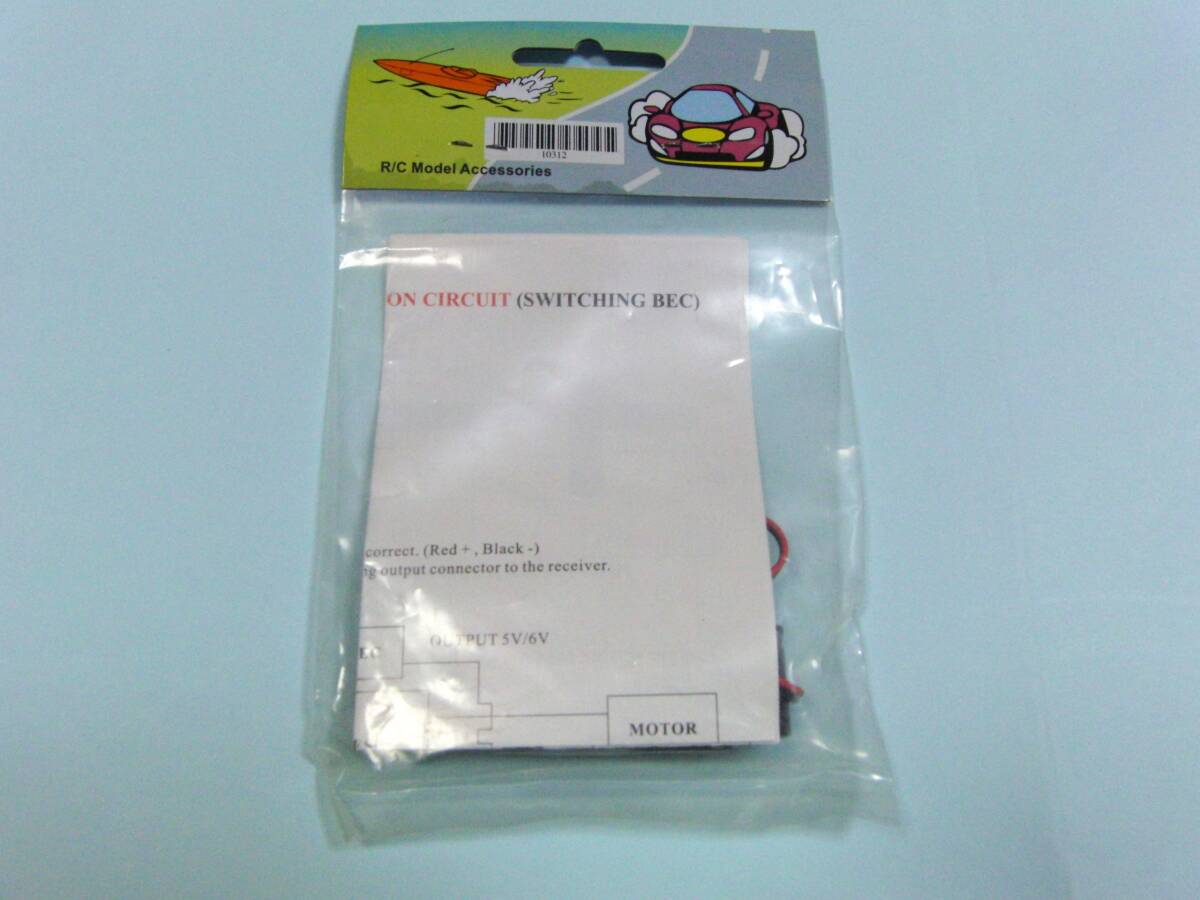 10312
R/C Model Accessories
ON CIRCUIT (SWITCHING BEC)
correct. (Red + , Black -)
output connector to the receiver.
OUTPUT 5V/6V
MOTOR